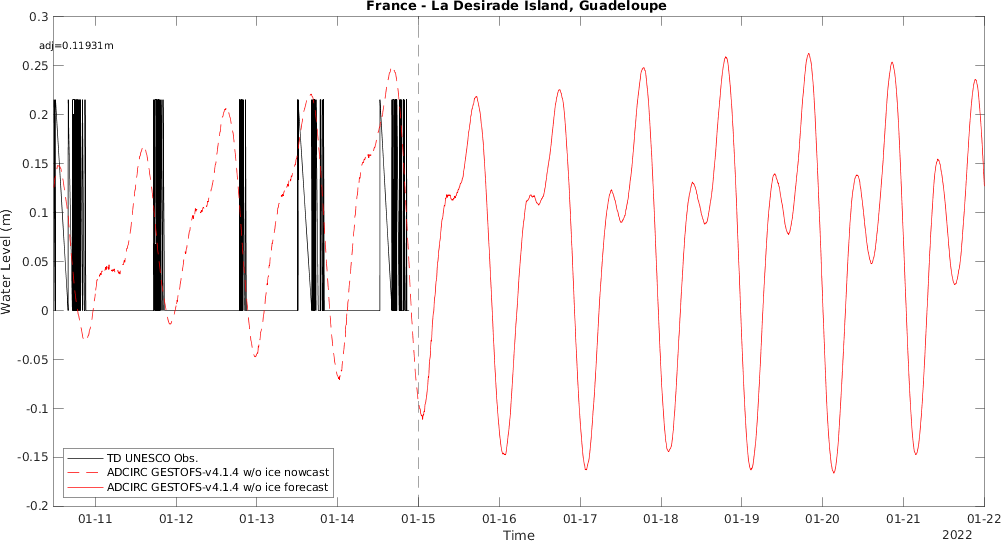 France - La Desirade Island, Guadeloupe
adj=0.11931m
0.3
0.25
0.2
0.15
0.1
0.05
0
-0.05
-0.1
-0.15
-0.2
Water Level (m)
TD UNESCO Obs.
ADCIRC GESTOFS-v4.1.4 w/o ice nowcast
ADCIRC GESTOFS-v4.1.4 w/o ice forecast
01-11 01-12 01-13 01-14 01-15 01-16 01-17 01-18 01-19 01-20 01-21 01-22
Time
2022